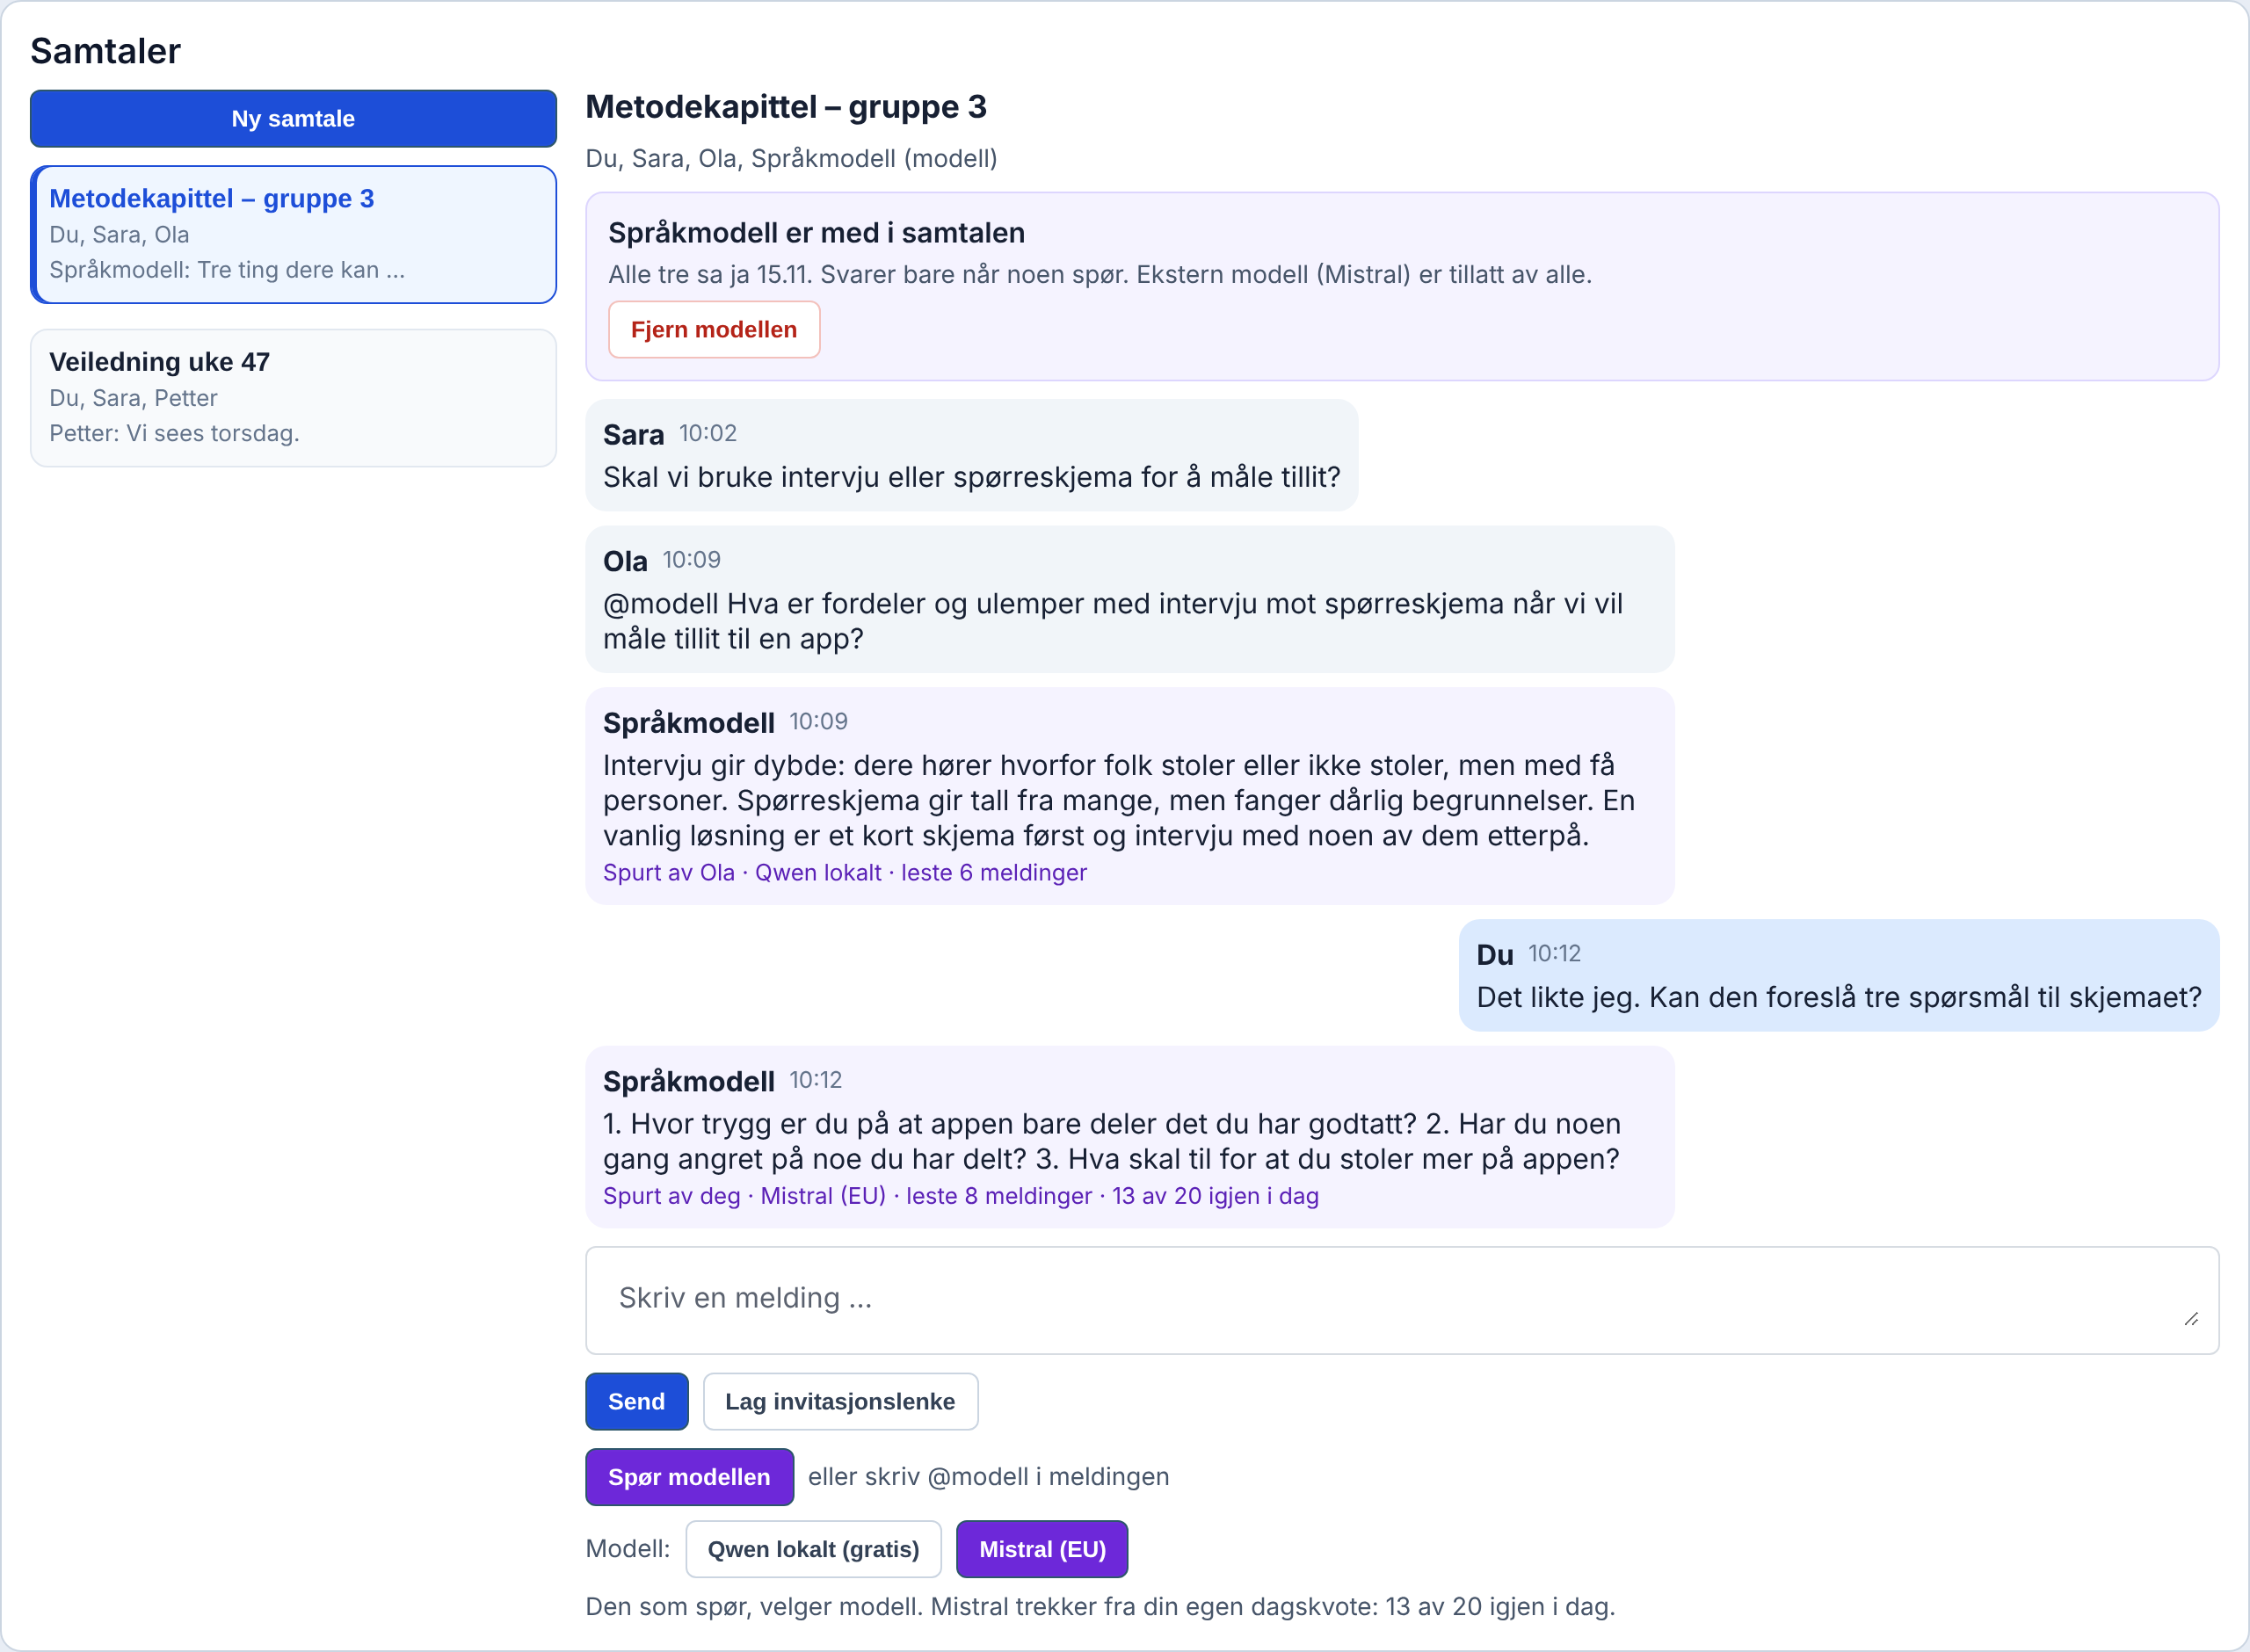 Samtaler
Ny samtale
Metodekapittel – gruppe 3
Du, Sara, Ola
Språkmodell: Tre ting dere kan ...
Veiledning uke 47
Du, Sara, Petter
Petter: Vi sees torsdag.
Metodekapittel – gruppe 3
Du, Sara, Ola, Språkmodell (modell)
Språkmodell er med i samtalen
Alle tre sa ja 15.11. Svarer bare når noen spør. Ekstern modell (Mistral) er tillatt av alle.
Fjern modellen
Sara 10:02
Skal vi bruke intervju eller spørreskjema for å måle tillit?
Ola 10:09
@modell Hva er fordeler og ulemper med intervju mot spørreskjema når vi vil
måle tillit til en app?
Språkmodell 10:09
Intervju gir dybde: dere hører hvorfor folk stoler eller ikke stoler, men med få
personer. Spørreskjema gir tall fra mange, men fanger dårlig begrunnelser. En
vanlig løsning er et kort skjema først og intervju med noen av dem etterpå.
Spurt av Ola · Qwen lokalt · leste 6 meldinger
Du 10:12
Det likte jeg. Kan den foreslå tre spørsmål til skjemaet?
Språkmodell 10:12
1. Hvor trygg er du på at appen bare deler det du har godtatt? 2. Har du noen
gang angret på noe du har delt? 3. Hva skal til for at du stoler mer på appen?
Spurt av deg · Mistral (EU) · leste 8 meldinger · 13 av 20 igjen i dag
Skriv en melding ...
Send
Lag invitasjonslenke
Spør modellen eller skriv @modell i meldingen
Modell: Qwen lokalt (gratis) Mistral (EU)
Den som spør, velger modell. Mistral trekker fra din egen dagskvote: 13 av 20 igjen i dag.